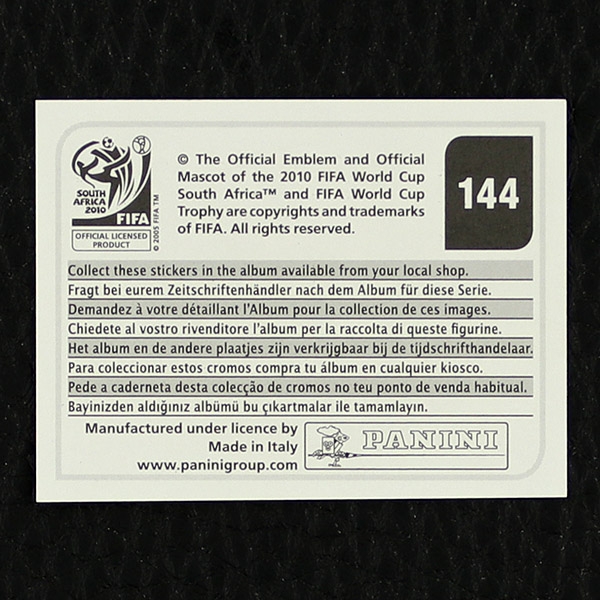 SOUTH
AFRICA
2010
FIFA
OFFICIAL LICENSED
PRODUCT
© 2005 FIFA TM
© The Official Emblem and Official
Mascot of the 2010 FIFA World Cup
South Africa™ and FIFA World Cup
Trophy are copyrights and trademarks
of FIFA. All rights reserved.
144
Collect these stickers in the album available from your local shop.
Fragt bei eurem Zeitschriftenhändler nach dem Album für diese Serie.
Demandez à votre détaillant l'Album pour la collection de ces images.
Chiedete al vostro rivenditore l'album per la raccolta di queste figurine.
Het album en de andere plaatjes zijn verkrijgbaar bij de tijdschrifthandelaar.
Para coleccionar estos cromos compra tu álbum en cualquier kiosco.
Pede a caderneta desta colecção de cromos no teu ponto de venda habitual.
Bayinizden aldığınız albümü bu çıkartmalar ile tamamlayın.
Manufactured under licence by
Made in Italy
www.paninigroup.com
PANINI